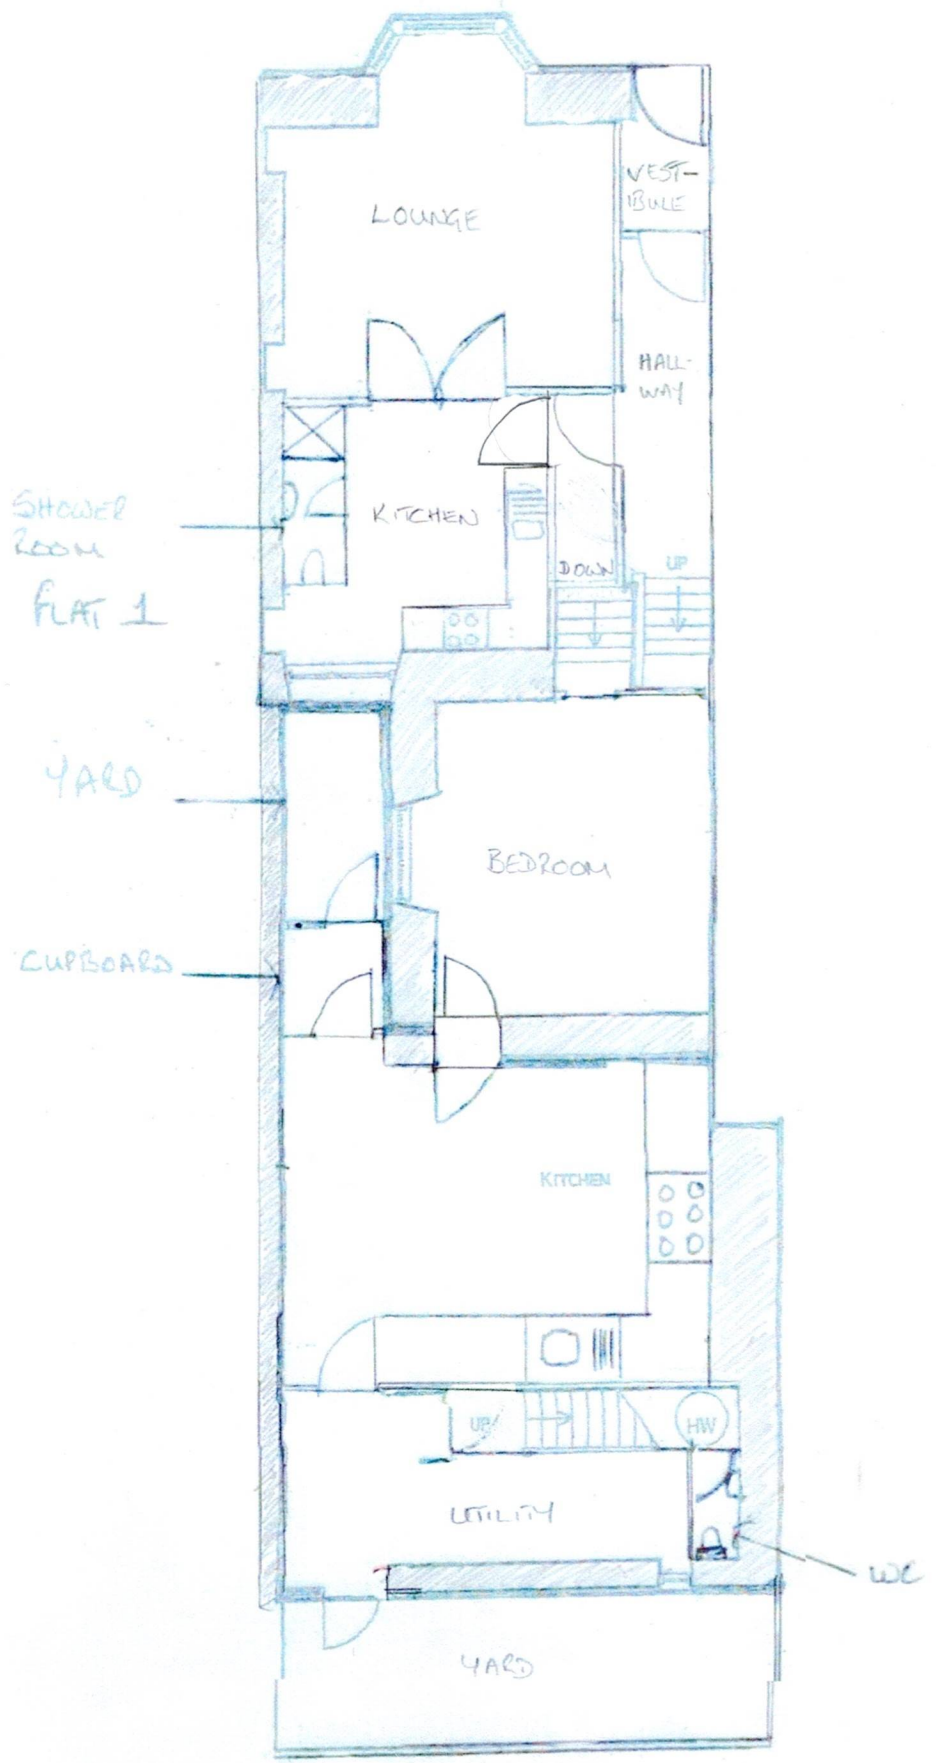 VEST-
IBULE
LOUNGE
HALL-
WAY
SHOWER
ROOM
KITCHEN
FLAT 1
DOWN
UP
YARD
BEDROOM
CUPBOARD
KITCHEN
UP
HW
UTILITY
WC
YARD